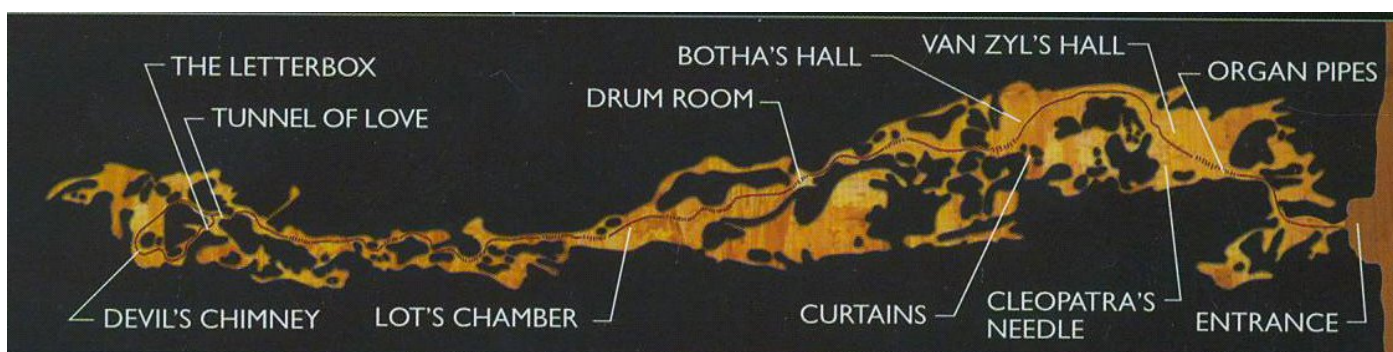 THE LETTERBOX
TUNNEL OF LOVE
DRUM ROOM
BOTHA'S HALL
VAN ZYL'S HALL
ORGAN PIPES
DEVIL'S CHIMNEY
LOT'S CHAMBER
CURTAINS
CLEOPATRA'S
NEEDLE
ENTRANCE